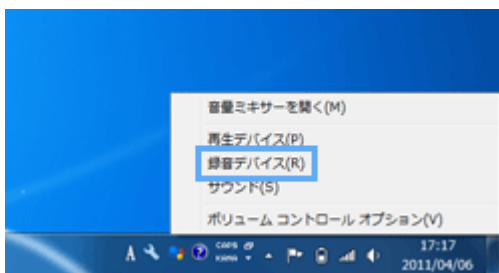 音量ミキサーを開く(M)
再生デバイス(P)
録音デバイス(R)
サウンド(S)
ボリューム コントロール オプション(V)
A
CAPS
KANA
17:17
2011/04/06